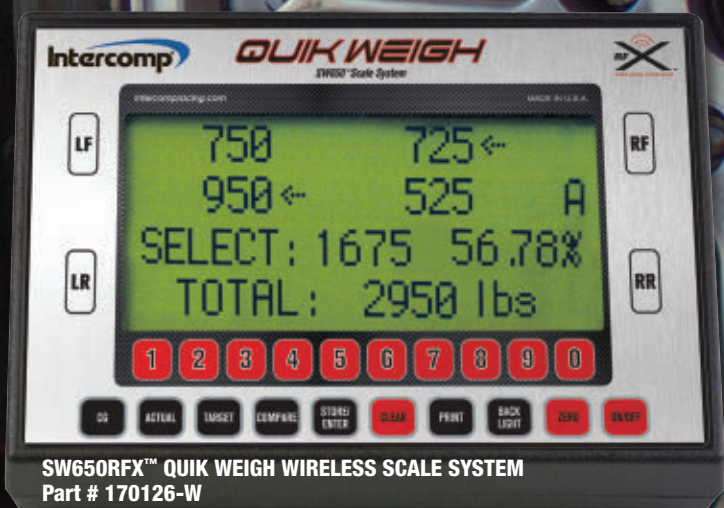 Intercomp
QUIK WEIGH
SW650™ Scale System
RFX
intercompracing.com
MADE IN U.S.A.
LF
RF
750 725←
950← 525 A
SELECT: 1675 56.78%
TOTAL: 2950 lbs
LR
RR
1 2 3 4 5 6 7 8 9 0
CG
ACTUAL
TARGET
COMPARE
STORE/
ENTER
CLEAR
PRINT
BACK
LIGHT
ZERO
ON/OFF
SW650RFX™ QUIK WEIGH WIRELESS SCALE SYSTEM
Part # 170126-W